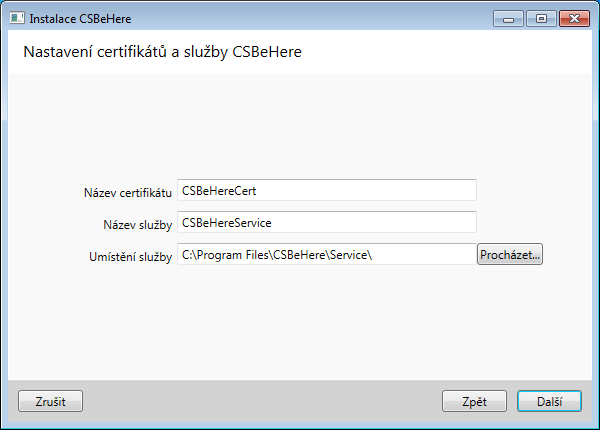 Instalace CSBeHere
Nastavení certifikátů a služby CSBeHere
Název certifikátu CSBeHereCert
Název služby CSBeHereService
Umístění služby C:\Program Files\CSBeHere\Service\ Procházet...
Zrušit Zpět Další